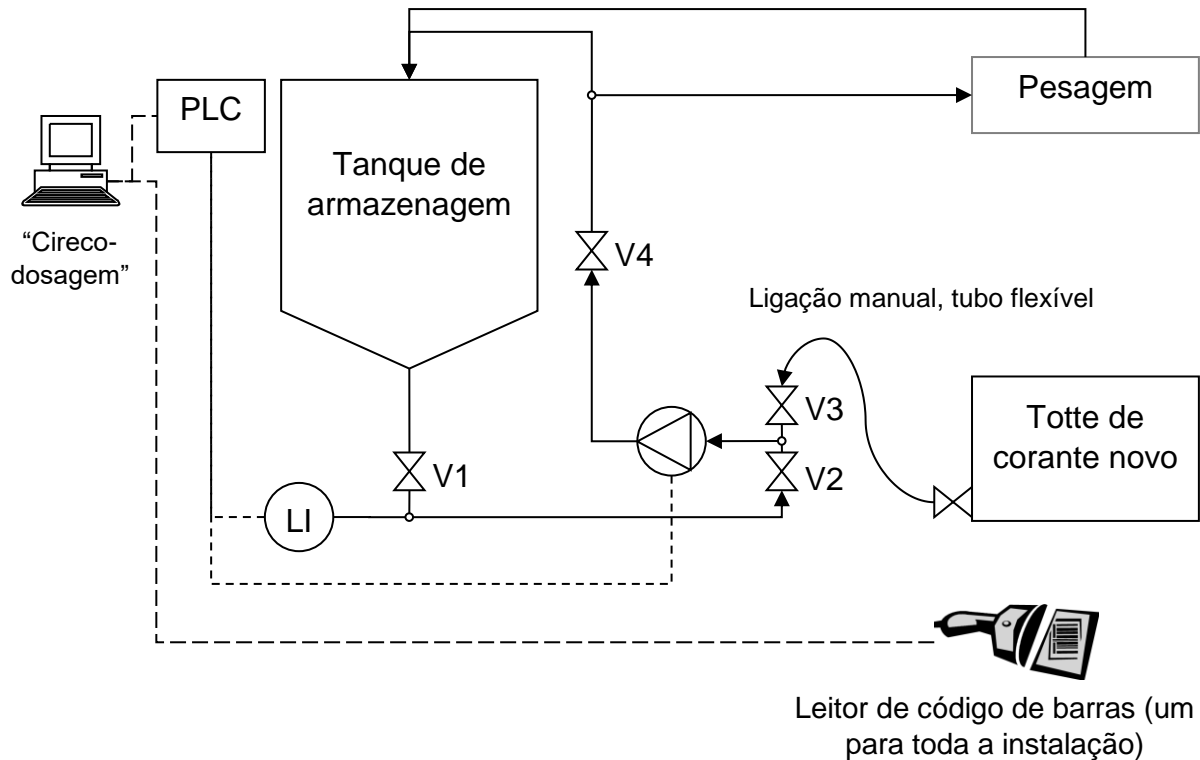 Pesagem
PLC
Tanque de
armazenagem
“Cireco-
dosagem”
V4
Ligação manual, tubo flexível
V3
Totte de
corante novo
V1
V2
LI
Leitor de código de barras (um
para toda a instalação)